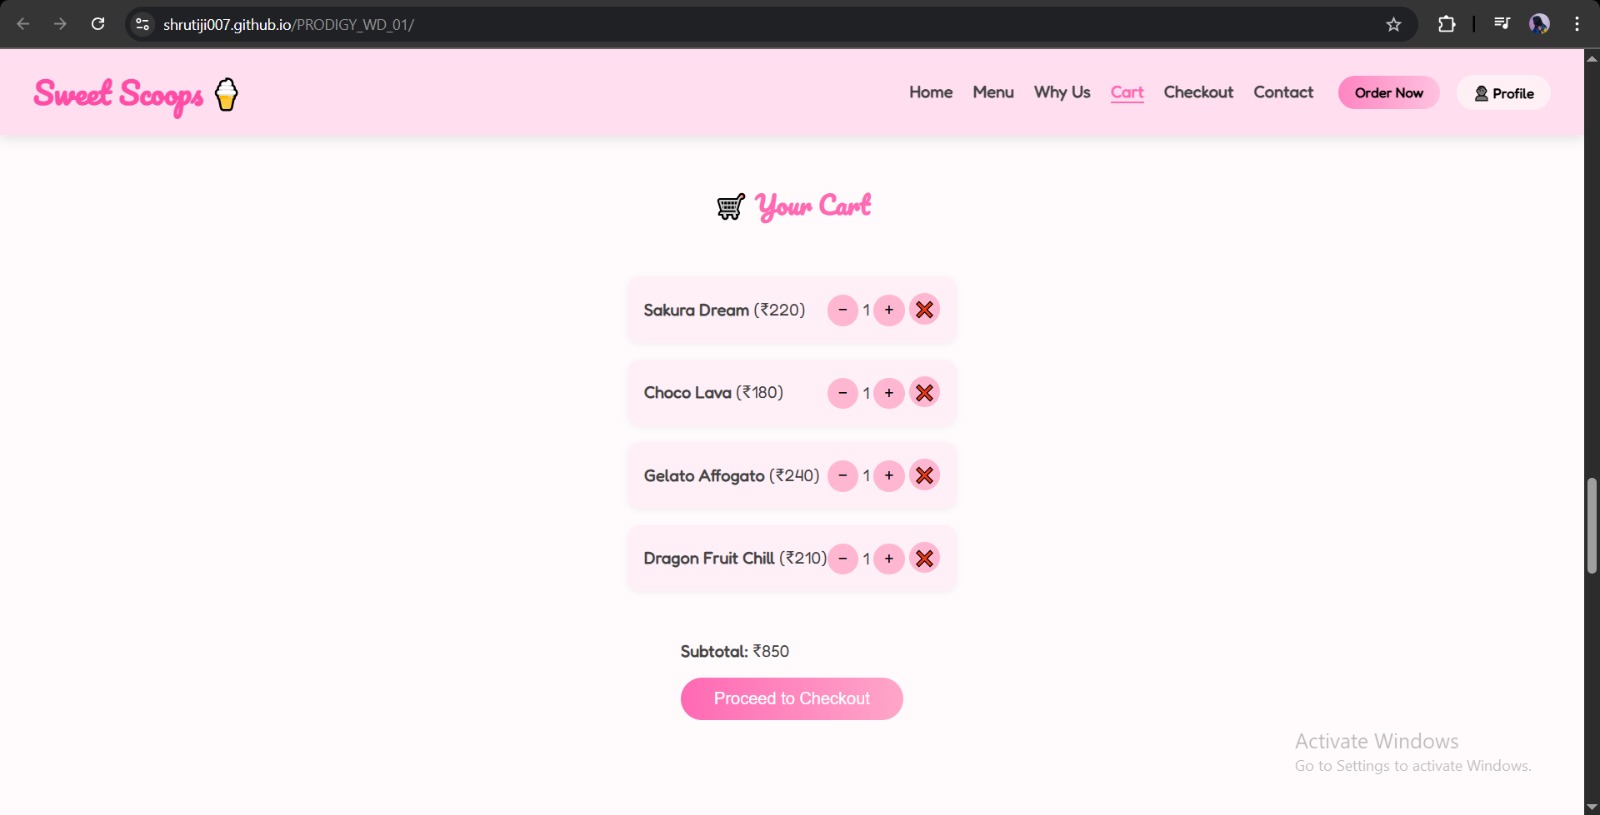 shrutiji007.github.io/PRODIGY_WD_01/
Sweet Scoops
Home Menu Why Us Cart Checkout Contact Order Now Profile
Your Cart
Sakura Dream (₹220) − 1 +
Choco Lava (₹180) − 1 +
Gelato Affogato (₹240) − 1 +
Dragon Fruit Chill (₹210) − 1 +
Subtotal: ₹850
Proceed to Checkout
Activate Windows
Go to Settings to activate Windows.